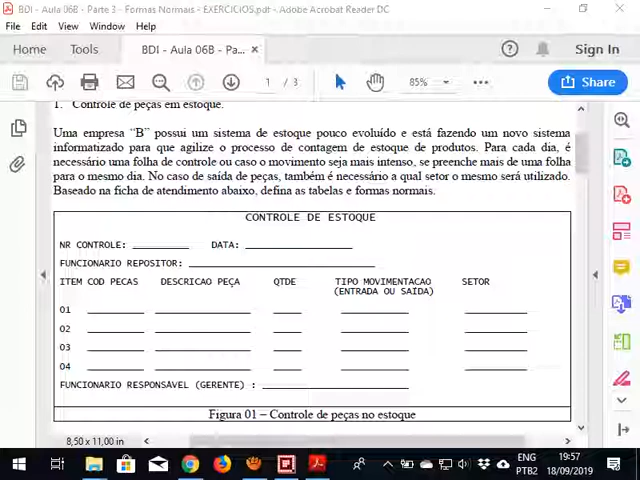 BDI - Aula 06B - Parte 3 - Formas Normais - EXERCICIOS.pdf - Adobe Acrobat Reader DC
File Edit View Window Help
Home Tools BDI - Aula 06B - Pa... × Sign In
1 / 3 85% Share
1. Controle de peças em estoque.
Uma empresa “B” possui um sistema de estoque pouco evoluído e está fazendo um novo sistema
informatizado para que agilize o processo de contagem de estoque de produtos. Para cada dia, é
necessário uma folha de controle ou caso o movimento seja mais intenso, se preenche mais de uma folha
para o mesmo dia. No caso de saída de peças, também é necessário a qual setor o mesmo será utilizado.
Baseado na ficha de atendimento abaixo, defina as tabelas e formas normais.
CONTROLE DE ESTOQUE
NR CONTROLE: __________ DATA: ____________________
FUNCIONARIO REPOSITOR: ____________________
ITEM COD PECAS DESCRICAO PEÇA QTDE TIPO MOVIMENTACAO SETOR
(ENTRADA OU SAÍDA)
01
02
03
04
FUNCIONARIO RESPONSÁVEL (GERENTE) : ____________________
Figura 01 – Controle de peças no estoque
8,50 x 11,00 in
ENG 19:57
PTB2 18/09/2019